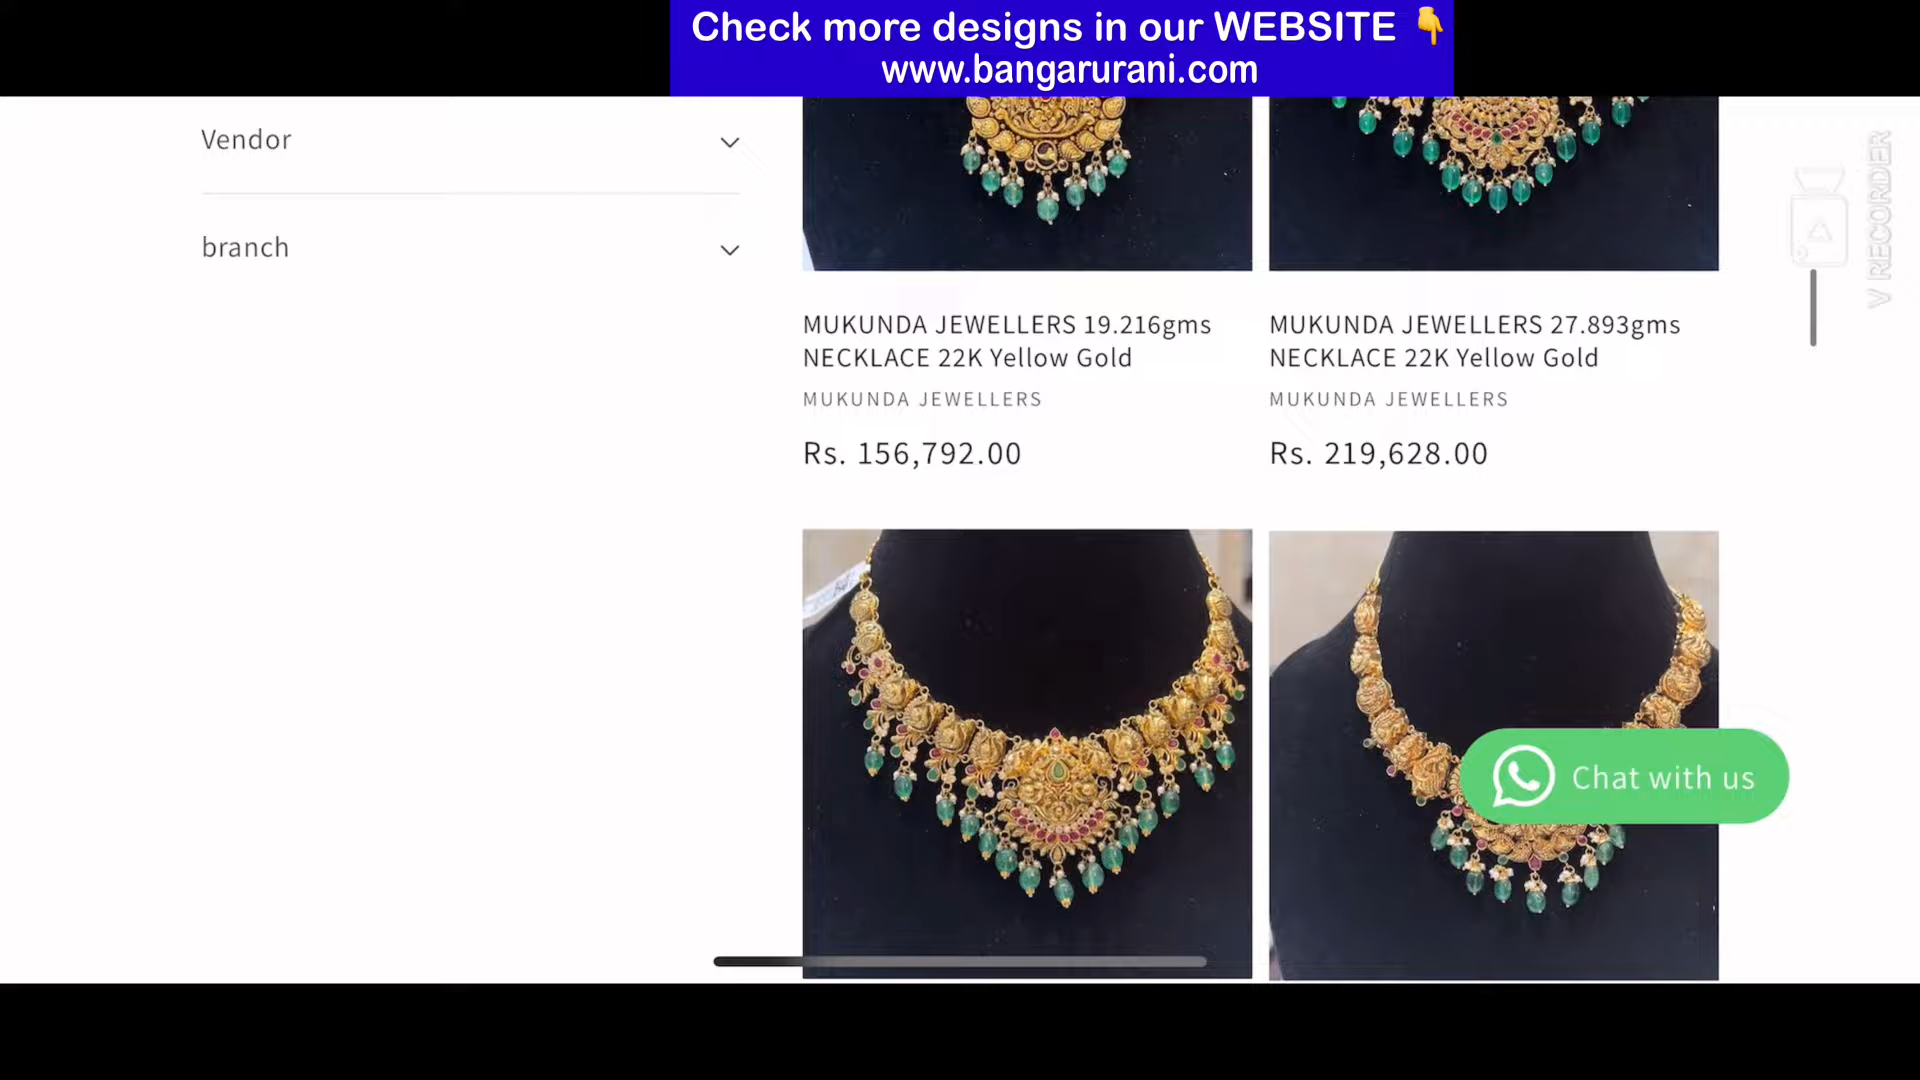 Check more designs in our WEBSITE 👇
www.bangarurani.com
Vendor
branch
MUKUNDA JEWELLERS 19.216gms
NECKLACE 22K Yellow Gold
MUKUNDA JEWELLERS
Rs. 156,792.00
MUKUNDA JEWELLERS 27.893gms
NECKLACE 22K Yellow Gold
MUKUNDA JEWELLERS
Rs. 219,628.00
Chat with us
V RECORDER